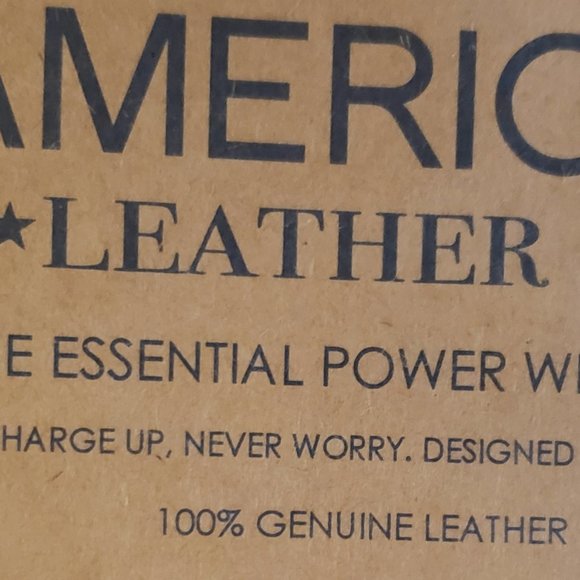 AMERIC
★LEATHER
E ESSENTIAL POWER W
HARGE UP, NEVER WORRY. DESIGNED
100% GENUINE LEATHER